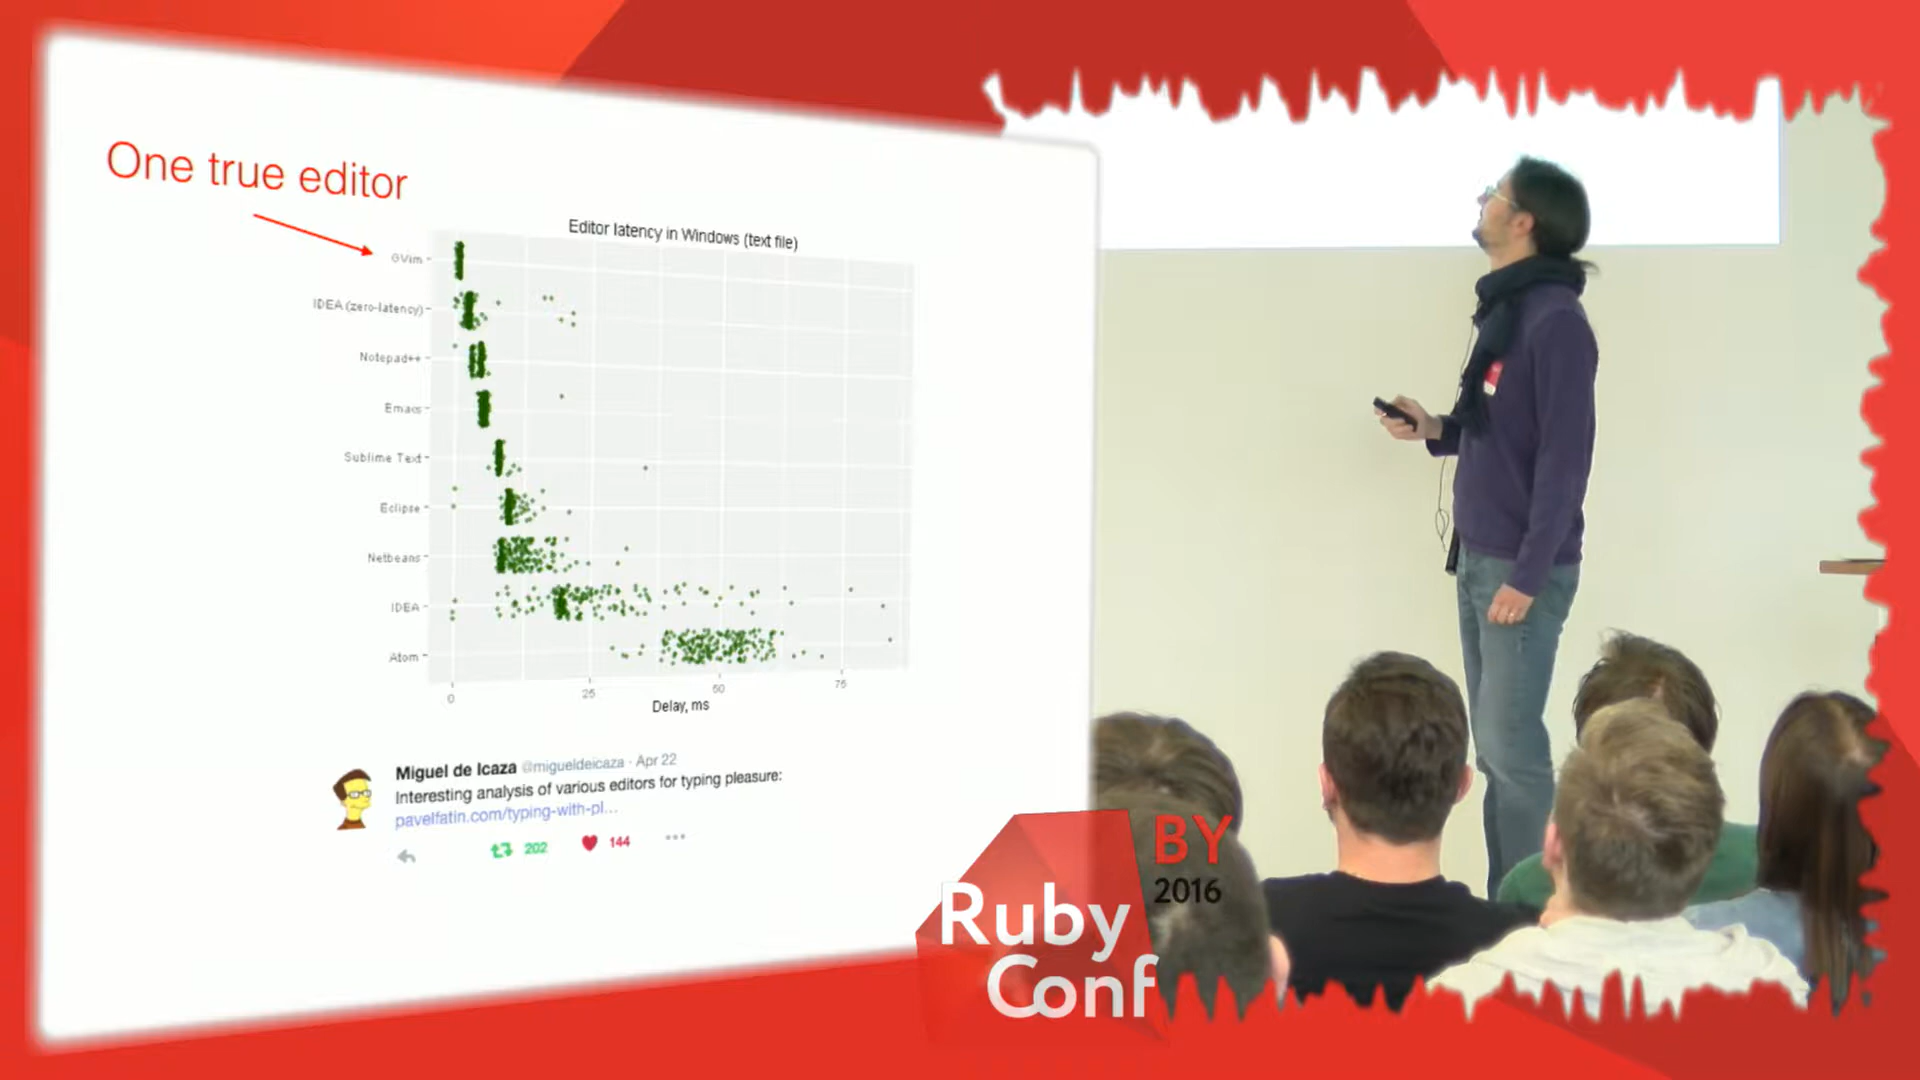 One true editor
Editor latency in Windows (text file)
GVim
IDEA (zero-latency)
Notepad++
Emacs
Sublime Text
Eclipse
Netbeans
IDEA
Atom
0 25 50 75
Delay, ms
Miguel de Icaza @migueldeicaza · Apr 22
Interesting analysis of various editors for typing pleasure:
pavelfatin.com/typing-with-pl...
202 144
BY
2016
Ruby
Conf